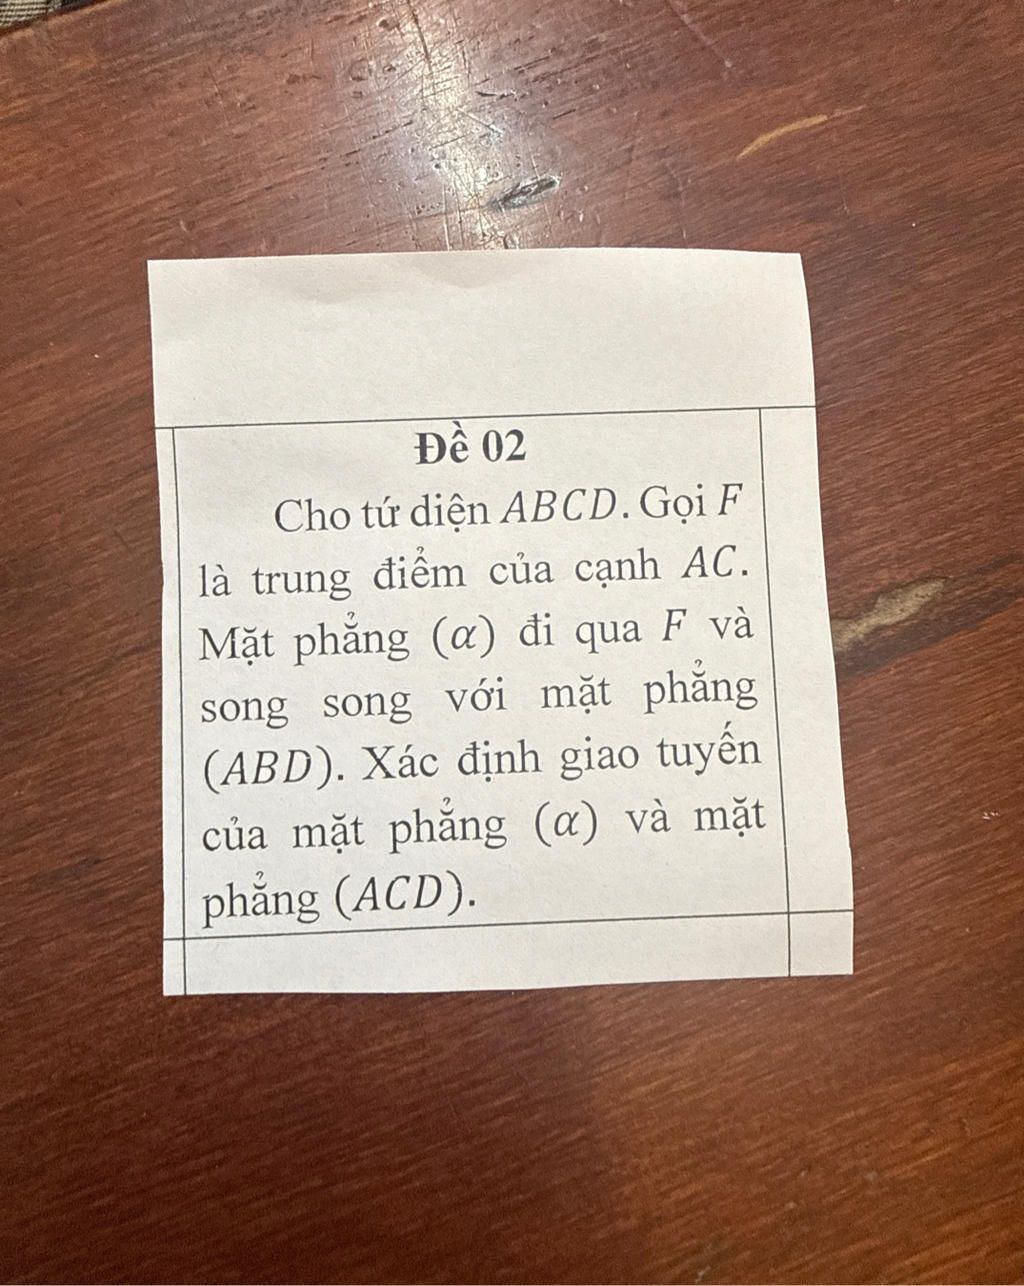 Đề 02
Cho tứ diện ABCD. Gọi F
là trung điểm của cạnh AC.
Mặt phẳng (α) đi qua F và
song song với mặt phẳng
(ABD). Xác định giao tuyến
của mặt phẳng (α) và mặt
phẳng (ACD).